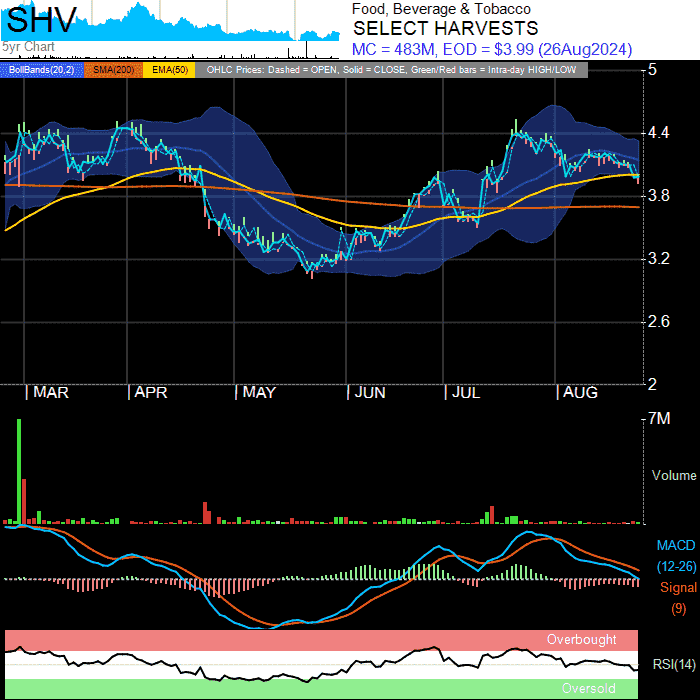 SHV
5yr Chart
Food, Beverage & Tobacco
SELECT HARVESTS
MC = 483M, EOD = $3.99 (26Aug2024)
BollBands(20,2) SMA(200) EMA(50) OHLC Prices: Dashed = OPEN, Solid = CLOSE, Green/Red bars = Intra-day HIGH/LOW
5
4.4
3.8
3.2
2.6
2
| MAR | APR | MAY | JUN | JUL | AUG
7M
Volume
MACD
(12-26)
Signal
(9)
Overbought
RSI(14)
Oversold